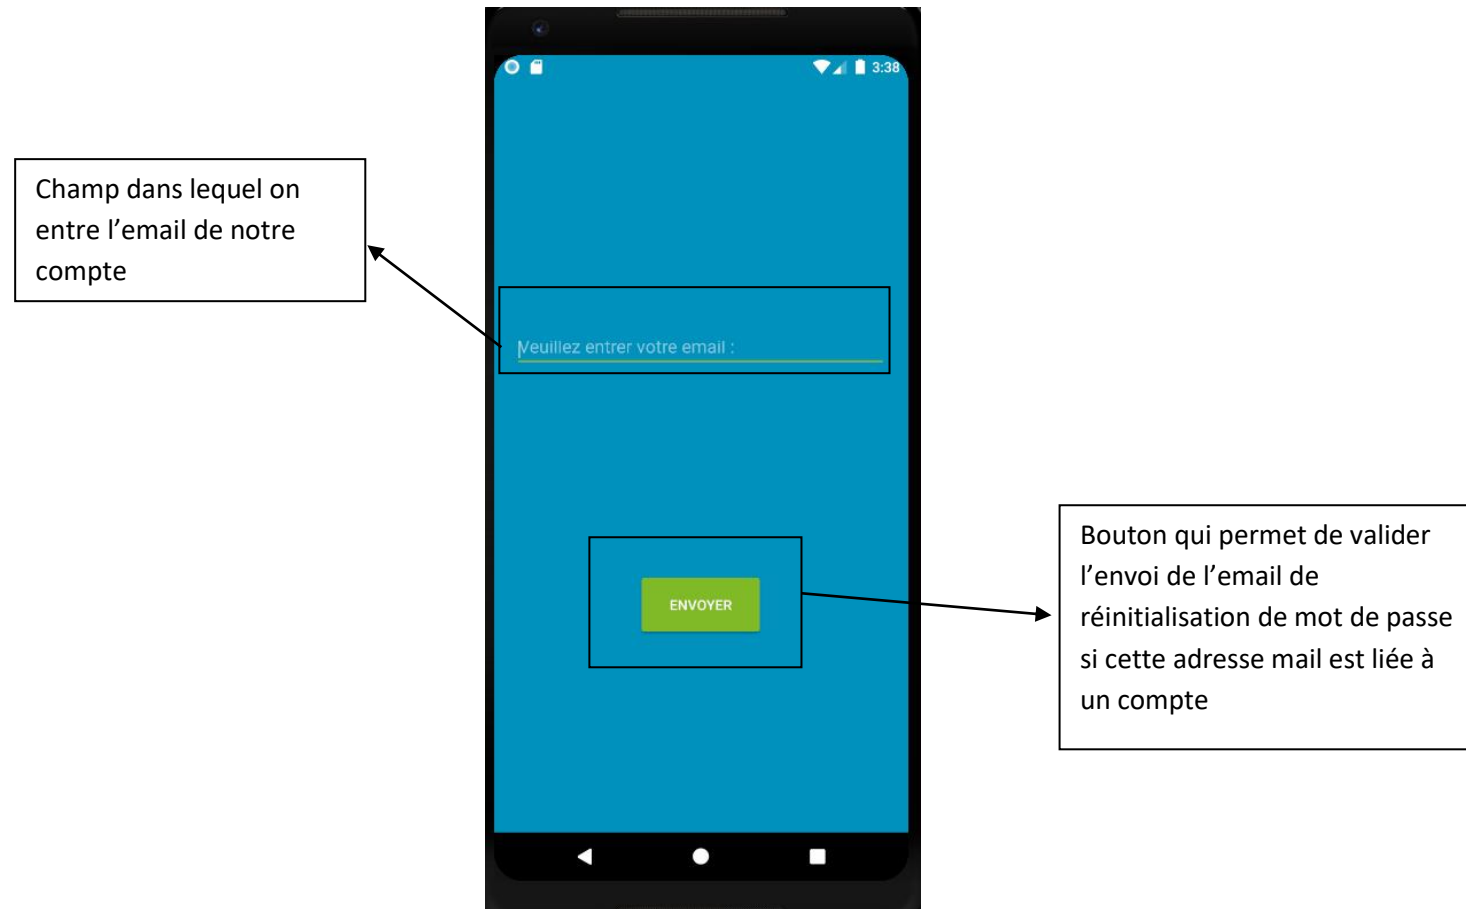 3:38
Champ dans lequel on
entre l’email de notre
compte
Veuillez entrer votre email :
ENVOYER
Bouton qui permet de valider
l’envoi de l’email de
réinitialisation de mot de passe
si cette adresse mail est liée à
un compte